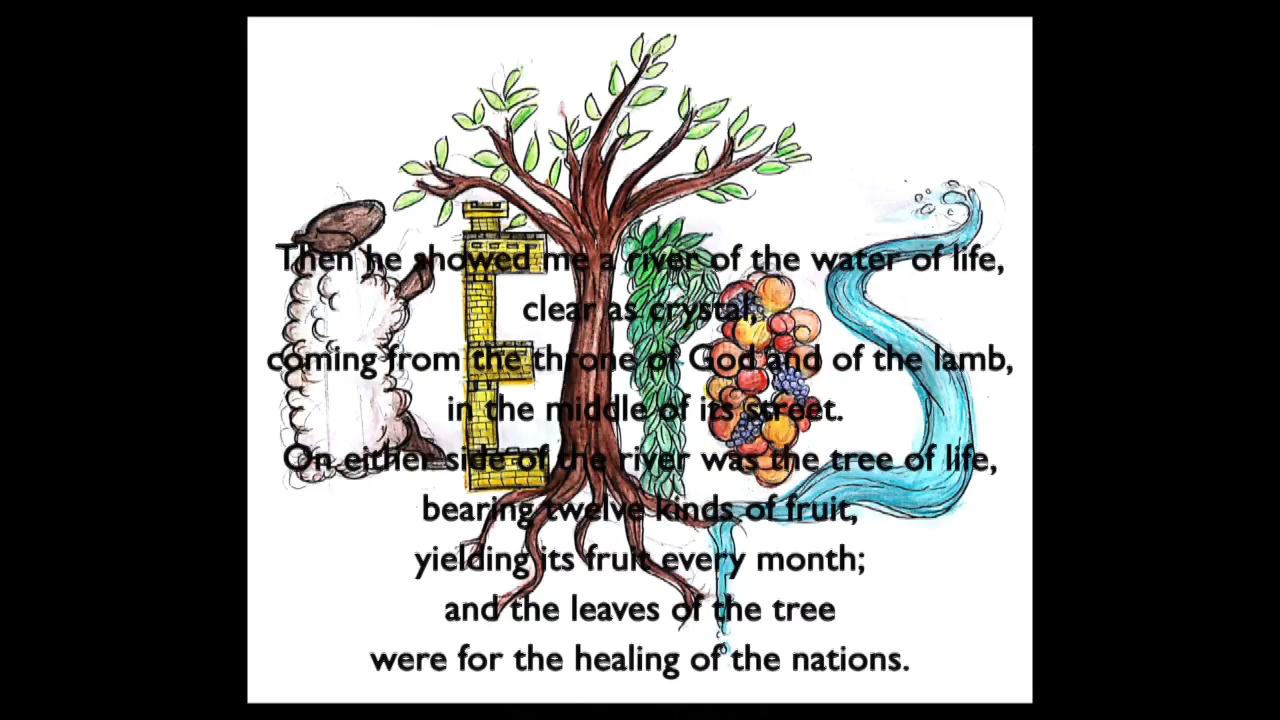 Then he showed me a river of the water of life,
clear as crystal,
coming from the throne of God and of the lamb,
in the middle of its street.
On either side of the river was the tree of life,
bearing twelve kinds of fruit,
yielding its fruit every month;
and the leaves of the tree
were for the healing of the nations.